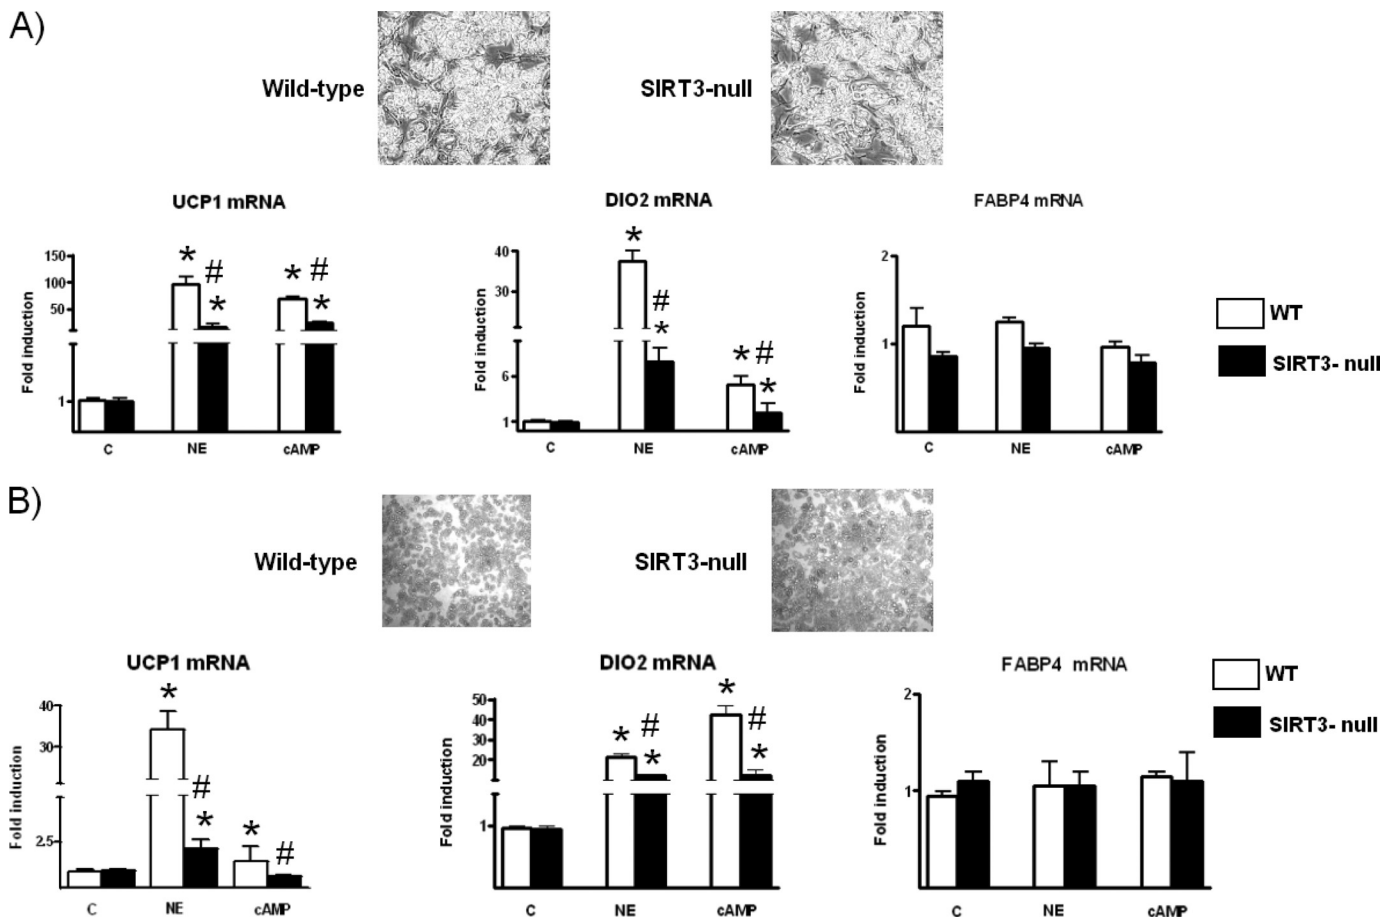 A)
Wild-type
SIRT3-null
UCP1 mRNA
DIO2 mRNA
FABP4 mRNA
Fold induction
150
100
50
1
* # * * # *
C NE cAMP
Fold induction
40
30
6
1
* # * * # *
C NE cAMP
Fold induction
2
1
C NE cAMP
WT
SIRT3- null
B)
Wild-type
SIRT3-null
UCP1 mRNA
DIO2 mRNA
FABP4 mRNA
Fold induction
40
30
2.5
* # * * #
C NE cAMP
Fold induction
50
40
30
20
1
* # * * # *
C NE cAMP
Fold induction
2
1
C NE cAMP
WT
SIRT3- null